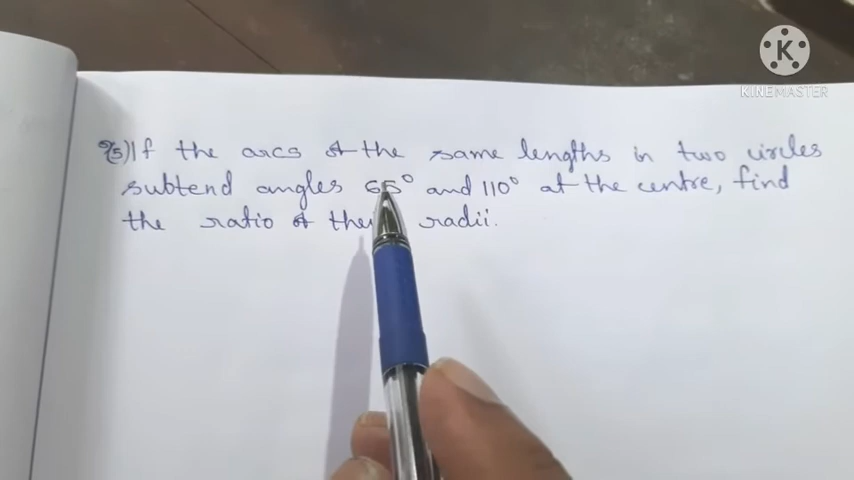 K
KINEMASTER
Q5) If the arcs of the same lengths in two circles
subtend angles 65° and 110° at the centre, find
the ratio of their radii.